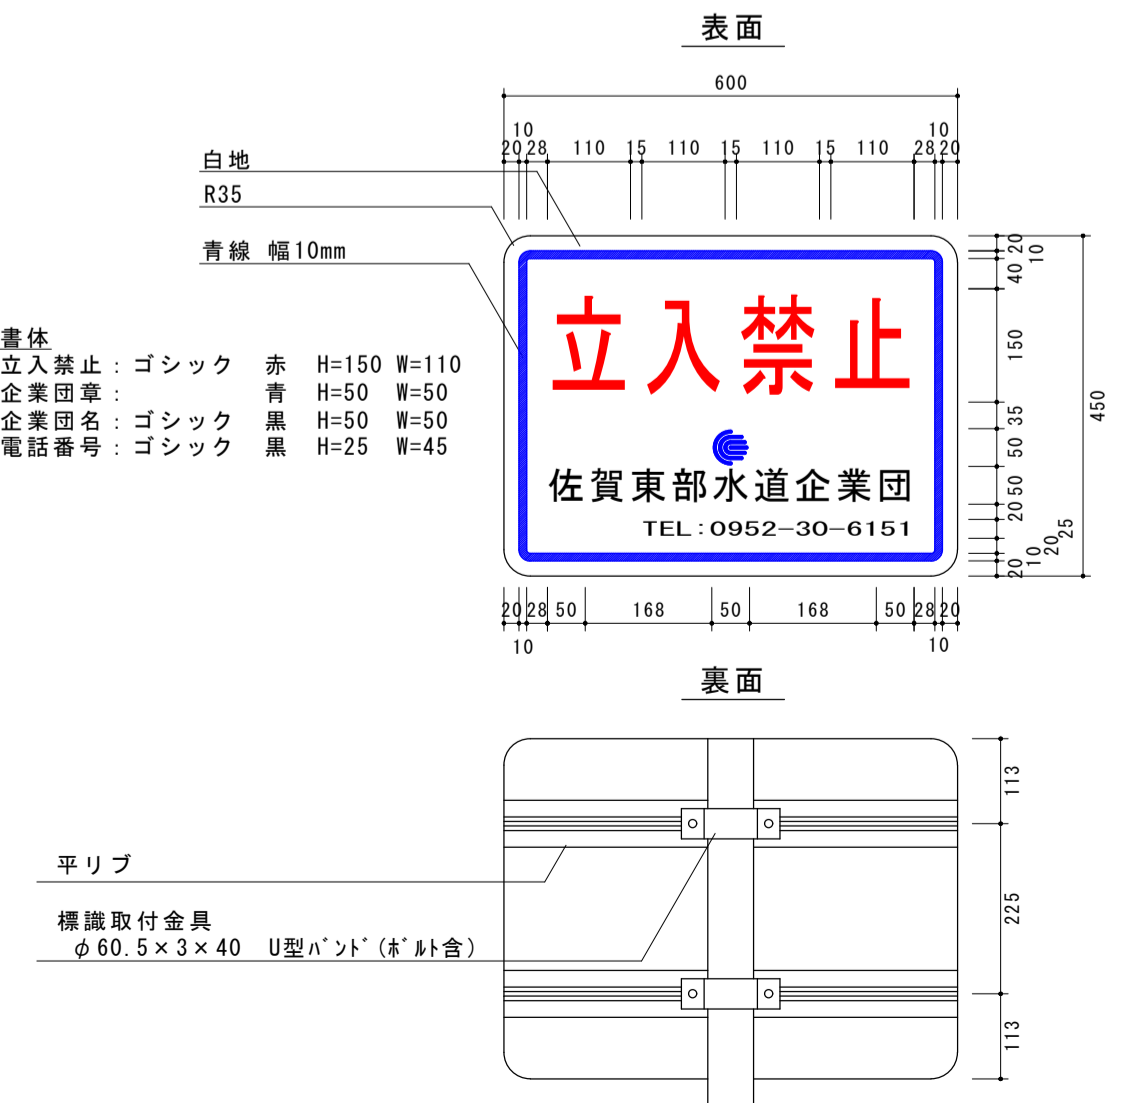 表面
600
10 10
20 28 110 15 110 15 110 15 110 28 20
白地
R35
青線 幅10mm
書体
立入禁止：ゴシック 赤 H=150 W=110
企業団章： 青 H=50 W=50
企業団名：ゴシック 黒 H=50 W=50
電話番号：ゴシック 黒 H=25 W=45
立入禁止
佐賀東部水道企業団
TEL:0952-30-6151
20
10
40
150
35
50
50
20
25
20
10
20
450
20 28 50 168 50 168 50 28 20
10 10
裏面
113
225
113
平リブ
標識取付金具
φ60.5×3×40 U型ﾊﾞﾝﾄﾞ(ﾎﾞﾙﾄ含)